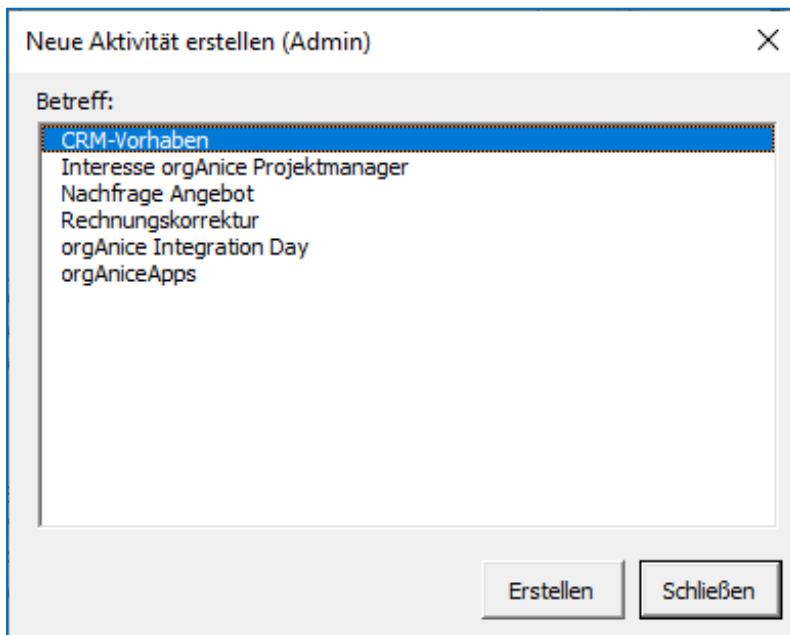 Neue Aktivität erstellen (Admin)
Betreff:
CRM-Vorhaben
Interesse orgAnice Projektmanager
Nachfrage Angebot
Rechnungskorrektur
orgAnice Integration Day
orgAniceApps
Erstellen
Schließen